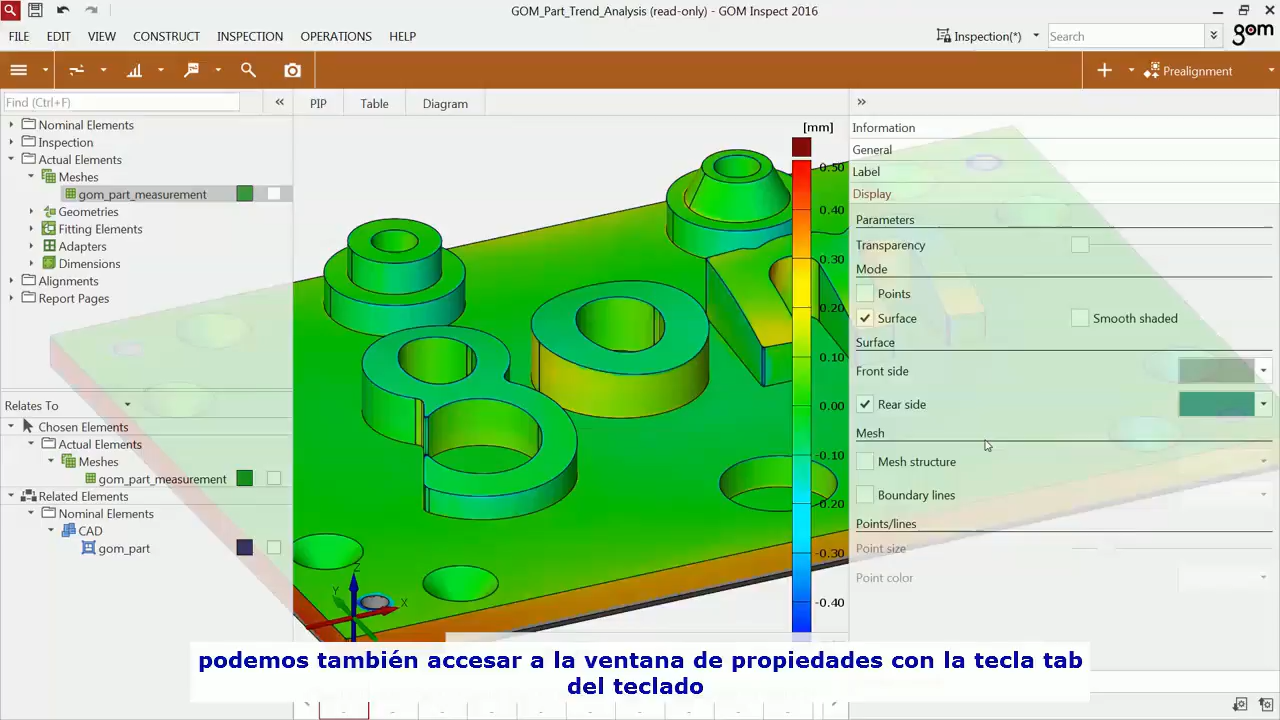 GOM_Part_Trend_Analysis (read-only) - GOM Inspect 2016
FILE EDIT VIEW CONSTRUCT INSPECTION OPERATIONS HELP
Inspection(*)
Search
gom
Prealignment
Find (Ctrl+F)
PIP Table Diagram
Nominal Elements
Inspection
Actual Elements
Meshes
gom_part_measurement
Geometries
Fitting Elements
Adapters
Dimensions
Alignments
Report Pages
Relates To
Chosen Elements
Actual Elements
Meshes
gom_part_measurement
Related Elements
Nominal Elements
CAD
gom_part
[mm]
0.50
0.40
0.30
0.20
0.10
0.00
-0.10
-0.20
-0.30
-0.40
Z
Y
X
Information
General
Label
Display
Parameters
Transparency
Mode
Points
Surface Smooth shaded
Surface
Front side
Rear side
Mesh
Mesh structure
Boundary lines
Points/lines
Point size
Point color
podemos también accesar a la ventana de propiedades con la tecla tab
del teclado